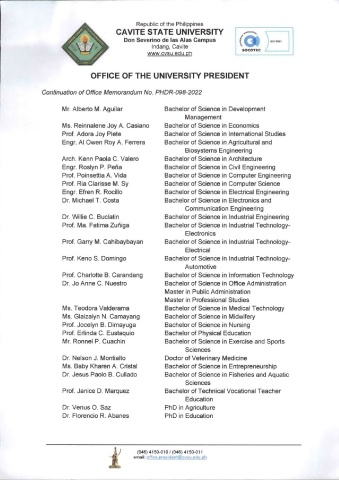 Republic of the Philippines
CAVITE STATE UNIVERSITY
Don Severino de las Alas Campus
Indang, Cavite
www.cvsu.edu.ph
SOCOTEC
ISO 9001
OFFICE OF THE UNIVERSITY PRESIDENT
Continuation of Office Memorandum No. PHDR-098-2022
Mr. Alberto M. Aguilar Bachelor of Science in Development
Management
Ms. Reinnalene Joy A. Casiano Bachelor of Science in Economics
Prof. Adora Joy Plete Bachelor of Science in International Studies
Engr. Al Owen Roy A. Ferrera Bachelor of Science in Agricultural and
Biosystems Engineering
Arch. Kenn Paola C. Valero Bachelor of Science in Architecture
Engr. Roslyn P. Peña Bachelor of Science in Civil Engineering
Prof. Poinsettia A. Vida Bachelor of Science in Computer Engineering
Prof. Ria Clarisse M. Sy Bachelor of Science in Computer Science
Engr. Efren R. Rocillo Bachelor of Science in Electrical Engineering
Dr. Michael T. Costa Bachelor of Science in Electronics and
Communication Engineering
Dr. Willie C. Buclatin Bachelor of Science in Industrial Engineering
Prof. Ma. Fatima Zuñiga Bachelor of Science in Industrial Technology-
Electronics
Prof. Garry M. Cahibaybayan Bachelor of Science in Industrial Technology-
Electrical
Prof. Keno S. Domingo Bachelor of Science in Industrial Technology-
Automotive
Prof. Charlotte B. Carandang Bachelor of Science in Information Technology
Dr. Jo Anne C. Nuestro Bachelor of Science in Office Administration
Master in Public Administration
Master in Professional Studies
Ms. Teodora Valderama Bachelor of Science in Medical Technology
Ms. Glaizalyn N. Camayang Bachelor of Science in Midwifery
Prof. Jocelyn B. Dimayuga Bachelor of Science in Nursing
Prof. Erlinda C. Eustaquio Bachelor of Physical Education
Mr. Ronnel P. Cuachin Bachelor of Science in Exercise and Sports
Sciences
Dr. Nelson J. Montialto Doctor of Veterinary Medicine
Ms. Baby Kharen A. Cristal Bachelor of Science in Entrepreneurship
Dr. Jesus Paolo B. Cullado Bachelor of Science in Fisheries and Aquatic
Sciences
Prof. Janice D. Marquez Bachelor of Technical Vocational Teacher
Education
Dr. Venus O. Saz PhD in Agriculture
Dr. Florencio R. Abanes PhD in Education
(046) 4150-010 / (046) 4150-011
email: office.president@cvsu.edu.ph